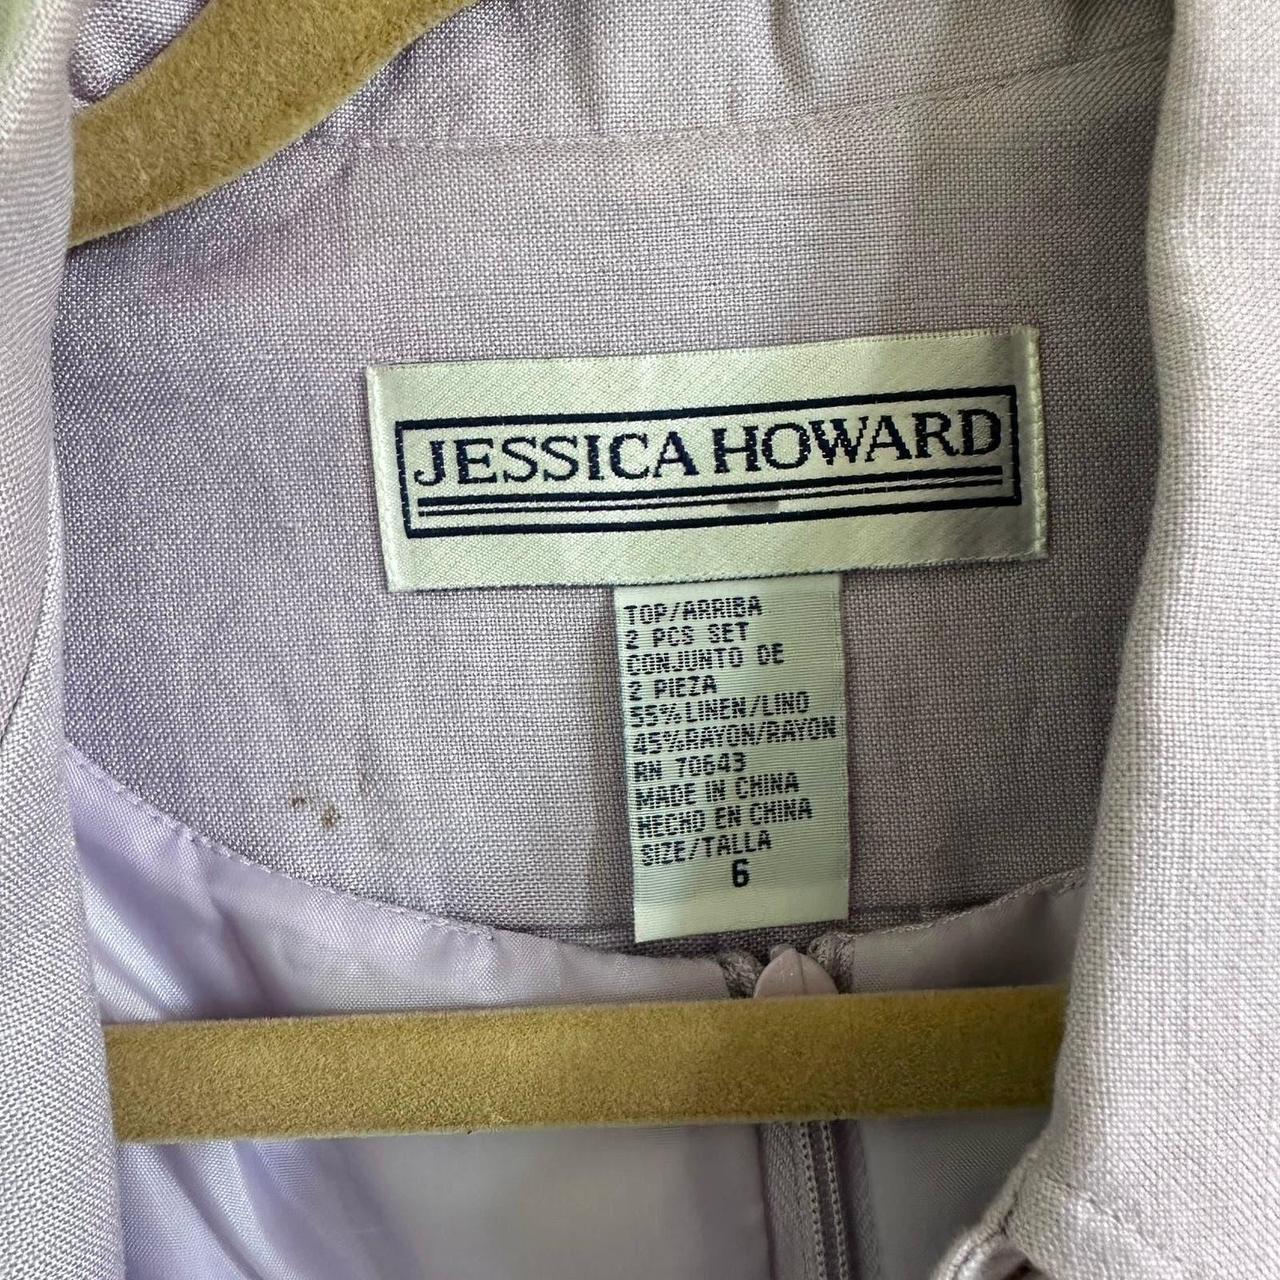 JESSICA HOWARD
TOP/ARRIBA
2 PCS SET
CONJUNTO DE
2 PIEZA
55%LINEN/LINO
45%RAYON/RAYON
RN 70643
MADE IN CHINA
HECHO EN CHINA
SIZE/TALLA
6